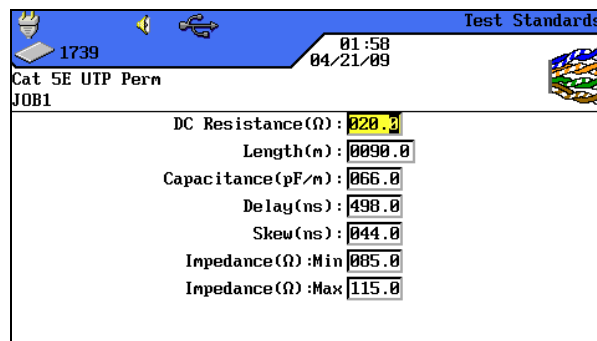 Test Standards
1739
01:58
04/21/09
Cat 5E UTP Perm
JOB1
DC Resistance(Ω): 020.0
Length(m): 0090.0
Capacitance(pF/m): 066.0
Delay(ns): 498.0
Skew(ns): 044.0
Impedance(Ω):Min 085.0
Impedance(Ω):Max 115.0